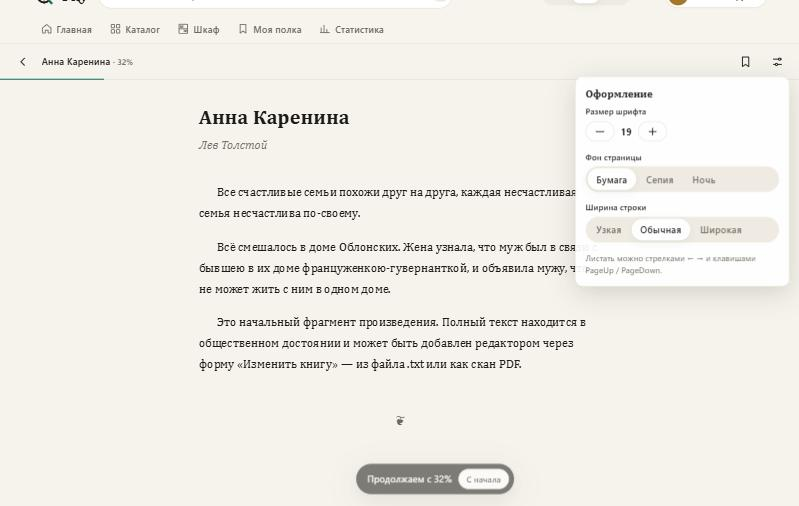 Главная Каталог Шкаф Моя полка Статистика
Анна Каренина · 32%
Анна Каренина
Лев Толстой
Все счастливые семьи похожи друг на друга, каждая несчастливая
семья несчастлива по-своему.
Всё смешалось в доме Облонских. Жена узнала, что муж был в связи с
бывшею в их доме француженкою-гувернанткой, и объявила мужу,
не может жить с ним в одном доме.
Это начальный фрагмент произведения. Полный текст находится в
общественном достоянии и может быть добавлен редактором через
форму «Изменить книгу» — из файла .txt или как скан PDF.
❦
Оформление
Размер шрифта
— 19 +
Фон страницы
Бумага Сепия Ночь
Ширина строки
Узкая Обычная Широкая
Листать можно стрелками ← → и клавишами
PageUp / PageDown.
Продолжаем с 32% С начала